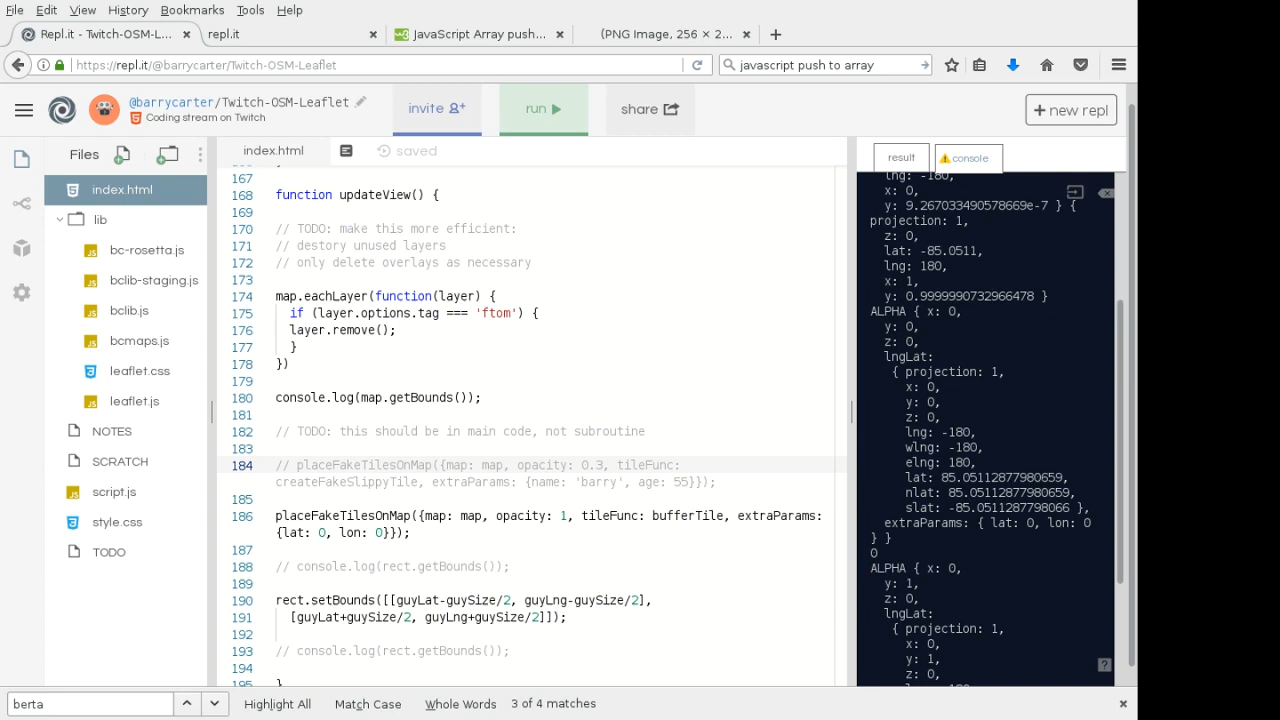 File Edit View History Bookmarks Tools Help
Repl.it - Twitch-OSM-L... × repl.it × JavaScript Array push... × (PNG Image, 256 × 2... × +
https://repl.it/@barrycarter/Twitch-OSM-Leaflet
javascript push to array
@barrycarter/Twitch-OSM-Leaflet
Coding stream on Twitch
invite
run
share
+ new repl
Files
index.html
lib
bc-rosetta.js
bclib-staging.js
bclib.js
bcmaps.js
leaflet.css
leaflet.js
NOTES
SCRATCH
script.js
style.css
TODO
index.html
saved
167
168 function updateView() {
169
170 // TODO: make this more efficient:
171 // destory unused layers
172 // only delete overlays as necessary
173
174 map.eachLayer(function(layer) {
175 if (layer.options.tag === 'ftom') {
176 layer.remove();
177 }
178 })
179
180 console.log(map.getBounds());
181
182 // TODO: this should be in main code, not subroutine
183
184 // placeFakeTilesOnMap({map: map, opacity: 0.3, tileFunc:
createFakeSlippyTile, extraParams: {name: 'barry', age: 55}});
185
186 placeFakeTilesOnMap({map: map, opacity: 1, tileFunc: bufferTile, extraParams:
{lat: 0, lon: 0}});
187
188 // console.log(rect.getBounds());
189
190 rect.setBounds([[guyLat-guySize/2, guyLng-guySize/2],
191 [guyLat+guySize/2, guyLng+guySize/2]]);
192
193 // console.log(rect.getBounds());
194
195 }
result
console
lng: -180,
x: 0,
y: 9.267033490578669e-7 } {
projection: 1,
z: 0,
lat: -85.0511,
lng: 180,
x: 1,
y: 0.9999990732966478 }
ALPHA { x: 0,
y: 0,
z: 0,
lngLat:
{ projection: 1,
x: 0,
y: 0,
z: 0,
lng: -180,
wlng: -180,
elng: 180,
lat: 85.05112877980659,
nlat: 85.05112877980659,
slat: -85.0511287798066 },
extraParams: { lat: 0, lon: 0
} }
0
ALPHA { x: 0,
y: 1,
z: 0,
lngLat:
{ projection: 1,
x: 0,
y: 1,
z: 0,
berta
Highlight All Match Case Whole Words 3 of 4 matches